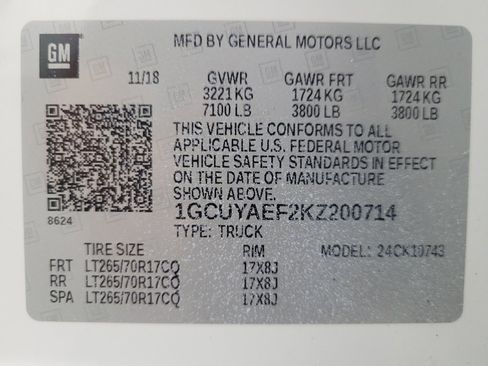 GM
MFD BY GENERAL MOTORS LLC
11/18 GVWR GAWR FRT GAWR RR
3221 KG 1724 KG 1724 KG
7100 LB 3800 LB 3800 LB
THIS VEHICLE CONFORMS TO ALL
APPLICABLE U.S. FEDERAL MOTOR
VEHICLE SAFETY STANDARDS IN EFFECT
ON THE DATE OF MANUFACTURE
SHOWN ABOVE.
8624
1GCUYAEF2KZ200714
TYPE: TRUCK
TIRE SIZE RIM MODEL: 24CK10743
FRT LT265/70R17CQ 17X8J
RR LT265/70R17CQ 17X8J
SPA LT265/70R17CQ 17X8J